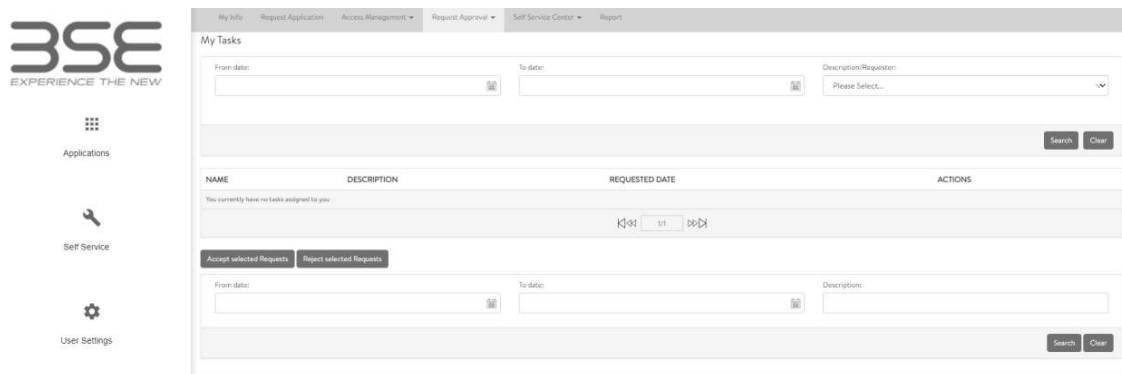 BSE
EXPERIENCE THE NEW
Applications
Self Service
User Settings
My Info Request Application Access Management Request Approval Self Service Center Report
My Tasks
From date: To date: Description/Requester:
Please Select...
Search Clear
NAME DESCRIPTION REQUESTED DATE ACTIONS
You currently have no tasks assigned to you
1/1
Accept selected Requests Reject selected Requests
From date: To date: Description:
Search Clear